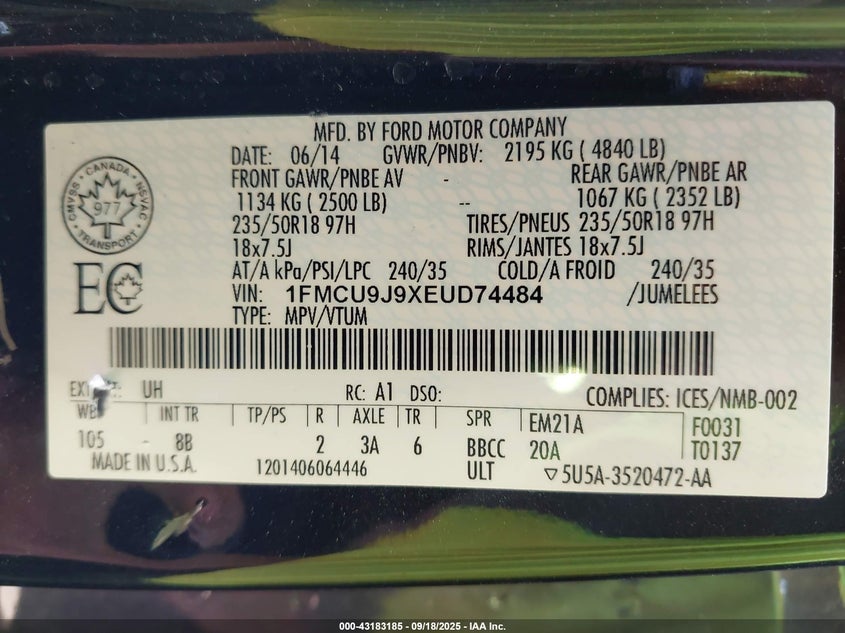 MFD. BY FORD MOTOR COMPANY
DATE: 06/14 GVWR/PNBV: 2195 KG ( 4840 LB)
FRONT GAWR/PNBE AV - REAR GAWR/PNBE AR
1134 KG ( 2500 LB) -- 1067 KG ( 2352 LB)
235/50R18 97H TIRES/PNEUS 235/50R18 97H
18x7.5J RIMS/JANTES 18x7.5J
AT/A kPa/PSI/LPC 240/35 COLD/A FROID 240/35
VIN: 1FMCU9J9XEUD74484 /JUMELEES
TYPE: MPV/VTUM
CANADA
CMVSS NSVAC
977
TRANSPORT
EC
UH RC: A1 DSO: COMPLIES: ICES/NMB-002
WB INT TR TP/PS R AXLE TR SPR EM21A F0031
105 - 8B 2 3A 6 BBCC 20A T0137
MADE IN U.S.A. 1201406064446 ULT ▽5U5A-3520472-AA
000-43183185 - 09/18/2025 - IAA Inc.